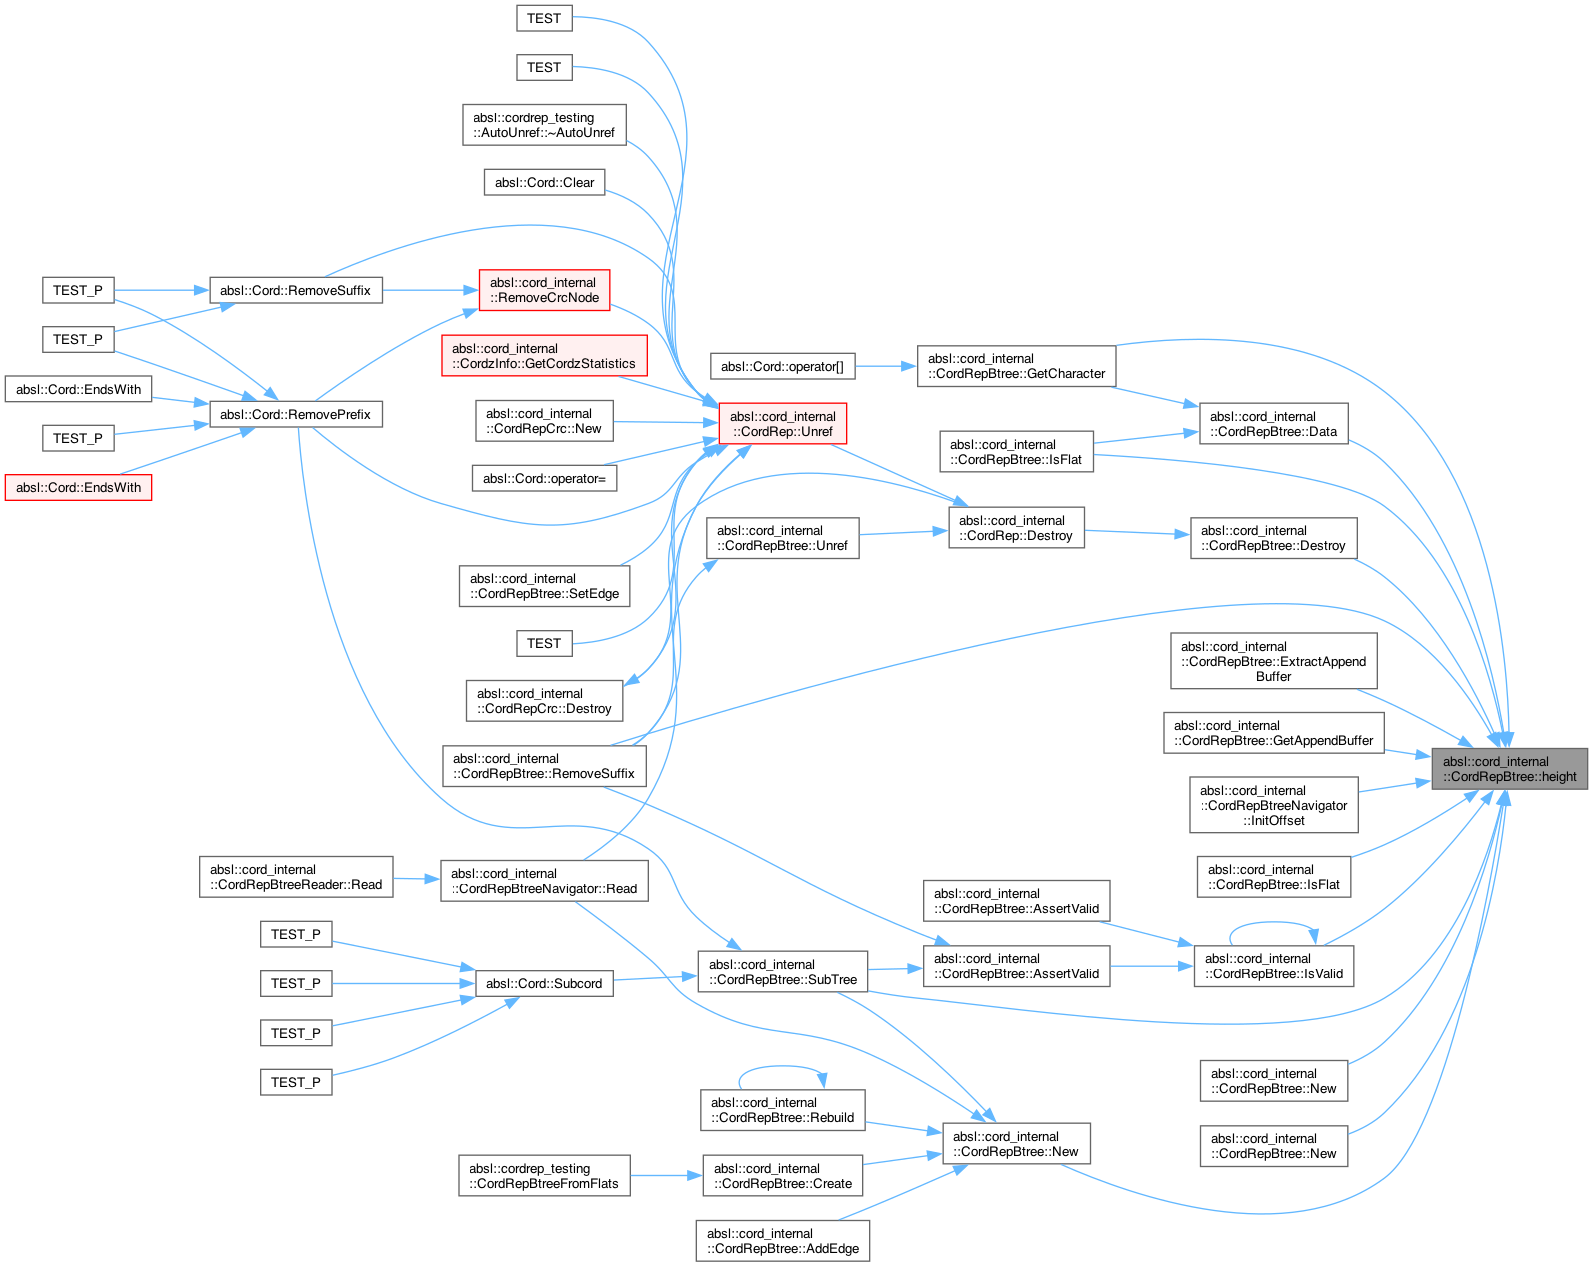 TEST
TEST
absl::cordrep_testing
::AutoUnref::~AutoUnref
absl::Cord::Clear
TEST_P
absl::Cord::RemoveSuffix
absl::cord_internal
::RemoveCrcNode
TEST_P
absl::cord_internal
::CordzInfo::GetCordzStatistics
absl::Cord::operator[]
absl::cord_internal
::CordRepBtree::GetCharacter
absl::Cord::EndsWith
absl::Cord::RemovePrefix
absl::cord_internal
::CordRepCrc::New
absl::cord_internal
::CordRep::Unref
absl::cord_internal
::CordRepBtree::Data
TEST_P
absl::cord_internal
::CordRepBtree::IsFlat
absl::Cord::EndsWith
absl::Cord::operator=
absl::cord_internal
::CordRepBtree::Unref
absl::cord_internal
::CordRep::Destroy
absl::cord_internal
::CordRepBtree::Destroy
absl::cord_internal
::CordRepBtree::SetEdge
TEST
absl::cord_internal
::CordRepBtree::ExtractAppend
Buffer
absl::cord_internal
::CordRepCrc::Destroy
absl::cord_internal
::CordRepBtree::GetAppendBuffer
absl::cord_internal
::CordRepBtree::RemoveSuffix
absl::cord_internal
::CordRepBtree::height
absl::cord_internal
::CordRepBtreeNavigator
::InitOffset
absl::cord_internal
::CordRepBtreeReader::Read
absl::cord_internal
::CordRepBtreeNavigator::Read
absl::cord_internal
::CordRepBtree::IsFlat
absl::cord_internal
::CordRepBtree::AssertValid
TEST_P
absl::cord_internal
::CordRepBtree::SubTree
absl::cord_internal
::CordRepBtree::AssertValid
absl::cord_internal
::CordRepBtree::IsValid
TEST_P
absl::Cord::Subcord
TEST_P
TEST_P
absl::cord_internal
::CordRepBtree::New
absl::cord_internal
::CordRepBtree::Rebuild
absl::cord_internal
::CordRepBtree::New
absl::cord_internal
::CordRepBtree::New
absl::cordrep_testing
::CordRepBtreeFromFlats
absl::cord_internal
::CordRepBtree::Create
absl::cord_internal
::CordRepBtree::AddEdge